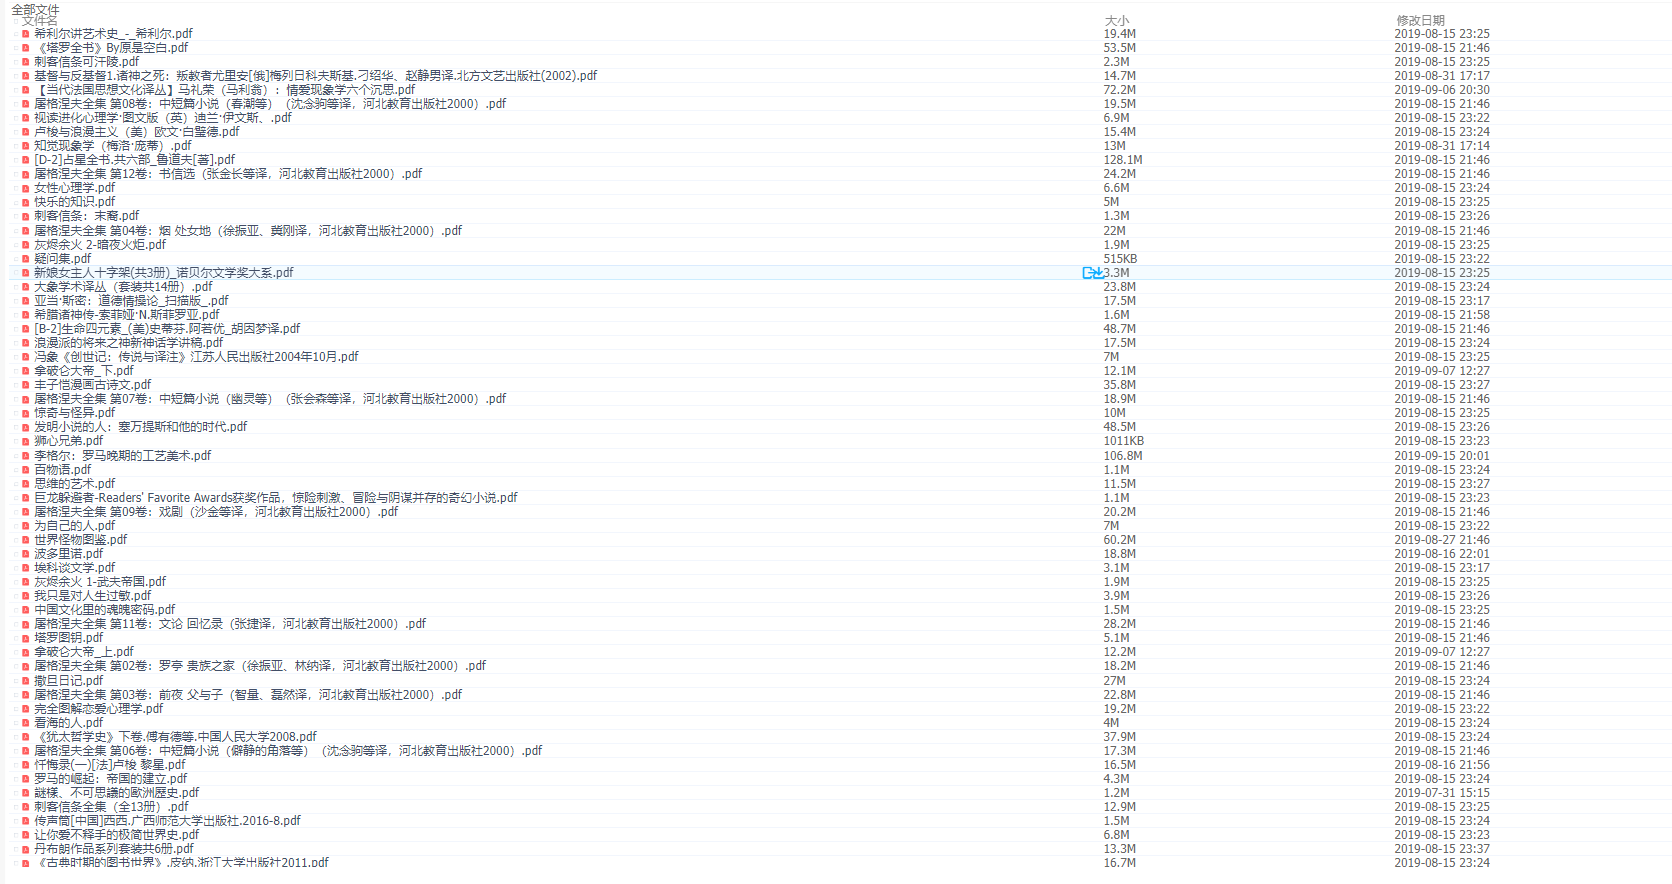 全部文件
文件名 大小 修改日期
希利尔讲艺术史_-_希利尔.pdf 19.4M 2019-08-15 23:25
《塔罗全书》By原是空白.pdf 53.5M 2019-08-15 21:46
刺客信条可汗陵.pdf 2.3M 2019-08-15 23:25
基督与反基督1.诸神之死：叛教者尤里安[俄]梅列日科夫斯基.刁绍华、赵静男译.北方文艺出版社(2002).pdf 14.7M 2019-08-31 17:17
【当代法国思想文化译丛】马礼荣（马利翁）：情爱现象学六个沉思.pdf 72.2M 2019-09-06 20:30
屠格涅夫全集 第08卷：中短篇小说（春潮等）（沈念驹等译，河北教育出版社2000）.pdf 19.5M 2019-08-15 21:46
视读进化心理学·图文版（英）迪兰·伊文斯、.pdf 6.9M 2019-08-15 23:22
卢梭与浪漫主义（美）欧文·白璧德.pdf 15.4M 2019-08-15 23:24
知觉现象学（梅洛·庞蒂）.pdf 13M 2019-08-31 17:14
[D-2]占星全书.共六部_鲁道夫[著].pdf 128.1M 2019-08-15 21:46
屠格涅夫全集 第12卷：书信选（张金长等译，河北教育出版社2000）.pdf 24.2M 2019-08-15 21:46
女性心理学.pdf 6.6M 2019-08-15 23:24
快乐的知识.pdf 5M 2019-08-15 23:25
刺客信条：末裔.pdf 1.3M 2019-08-15 23:26
屠格涅夫全集 第04卷：烟 处女地（徐振亚、冀刚译，河北教育出版社2000）.pdf 22M 2019-08-15 21:46
灰烬余火 2-暗夜火炬.pdf 1.9M 2019-08-15 23:25
疑问集.pdf 515KB 2019-08-15 23:22
新娘女主人十字架(共3册)_诺贝尔文学奖大系.pdf 3.3M 2019-08-15 23:25
大象学术译丛（套装共14册）.pdf 23.8M 2019-08-15 23:24
亚当·斯密：道德情操论_扫描版_.pdf 17.5M 2019-08-15 23:17
希腊诸神传-索菲娅·N.斯菲罗亚.pdf 1.6M 2019-08-15 21:58
[B-2]生命四元素_(美)史蒂芬.阿若优_胡因梦译.pdf 48.7M 2019-08-15 21:46
浪漫派的将来之神新神话学讲稿.pdf 17.5M 2019-08-15 23:24
冯象《创世记：传说与译注》江苏人民出版社2004年10月.pdf 7M 2019-08-15 23:25
拿破仑大帝_下.pdf 12.1M 2019-09-07 12:27
丰子恺漫画古诗文.pdf 35.8M 2019-08-15 23:27
屠格涅夫全集 第07卷：中短篇小说（幽灵等）（张会森等译，河北教育出版社2000）.pdf 18.9M 2019-08-15 21:46
惊奇与怪异.pdf 10M 2019-08-15 23:25
发明小说的人：塞万提斯和他的时代.pdf 48.5M 2019-08-15 23:26
狮心兄弟.pdf 1011KB 2019-08-15 23:23
李格尔：罗马晚期的工艺美术.pdf 106.8M 2019-09-15 20:01
百物语.pdf 1.1M 2019-08-15 23:24
思维的艺术.pdf 11.5M 2019-08-15 23:27
巨龙躲避者-Readers' Favorite Awards获奖作品，惊险刺激、冒险与阴谋并存的奇幻小说.pdf 1.1M 2019-08-15 23:23
屠格涅夫全集 第09卷：戏剧（沙金等译，河北教育出版社2000）.pdf 20.2M 2019-08-15 21:46
为自己的人.pdf 7M 2019-08-15 23:22
世界怪物图鉴.pdf 60.2M 2019-08-27 21:46
波多里诺.pdf 18.8M 2019-08-16 22:01
埃科谈文学.pdf 3.1M 2019-08-15 23:17
灰烬余火 1-武夫帝国.pdf 1.9M 2019-08-15 23:25
我只是对人生过敏.pdf 3.9M 2019-08-15 23:26
中国文化里的魂魄密码.pdf 1.5M 2019-08-15 23:25
屠格涅夫全集 第11卷：文论 回忆录（张捷译，河北教育出版社2000）.pdf 28.2M 2019-08-15 21:46
塔罗图钥.pdf 5.1M 2019-08-15 21:46
拿破仑大帝_上.pdf 12.2M 2019-09-07 12:27
屠格涅夫全集 第02卷：罗亭 贵族之家（徐振亚、林纳译，河北教育出版社2000）.pdf 18.2M 2019-08-15 21:46
撒旦日记.pdf 27M 2019-08-15 23:24
屠格涅夫全集 第03卷：前夜 父与子（智量、磊然译，河北教育出版社2000）.pdf 22.8M 2019-08-15 21:46
完全图解恋爱心理学.pdf 19.2M 2019-08-15 23:22
看海的人.pdf 4M 2019-08-15 23:24
《犹太哲学史》下卷.傅有德等.中国人民大学2008.pdf 37.9M 2019-08-15 23:24
屠格涅夫全集 第06卷：中短篇小说（僻静的角落等）（沈念驹等译，河北教育出版社2000）.pdf 17.3M 2019-08-15 21:46
忏悔录(一)[法]卢梭 黎星.pdf 16.5M 2019-08-16 21:56
罗马的崛起：帝国的建立.pdf 4.3M 2019-08-15 23:24
謎樣、不可思議的歐洲歷史.pdf 1.2M 2019-07-31 15:15
刺客信条全集（全13册）.pdf 12.9M 2019-08-15 23:25
传声筒[中国]西西.广西师范大学出版社.2016-8.pdf 1.5M 2019-08-15 23:24
让你爱不释手的极简世界史.pdf 6.8M 2019-08-15 23:23
丹布朗作品系列套装共6册.pdf 13.3M 2019-08-15 23:37
《古典时期的图书世界》.皮纳.浙江大学出版社2011.pdf 16.7M 2019-08-15 23:24